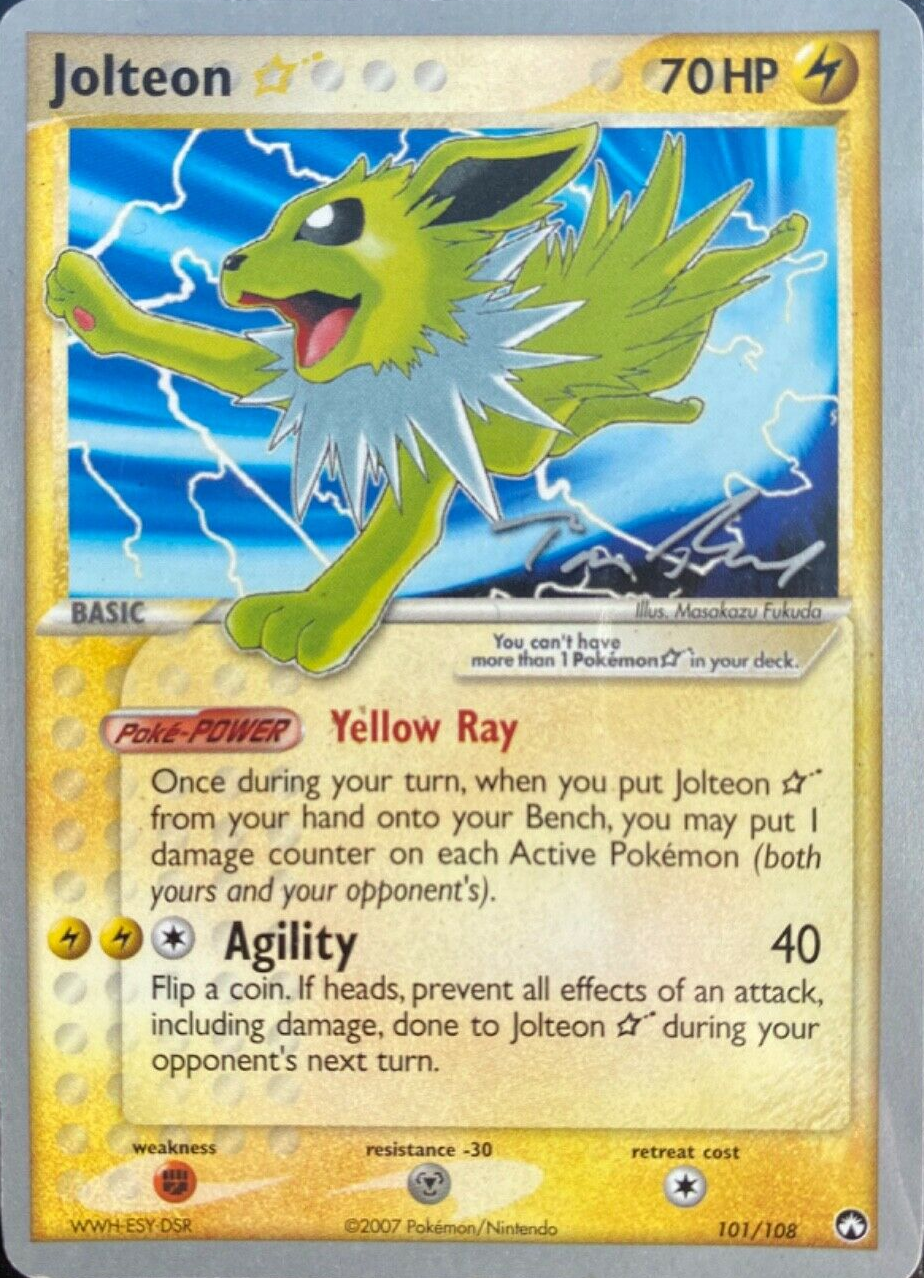 Jolteon ☆ 70 HP
BASIC
Illus. Masakazu Fukuda
You can't have
more than 1 Pokémon ☆ in your deck.
Poké-POWER Yellow Ray
Once during your turn, when you put Jolteon ☆
from your hand onto your Bench, you may put 1
damage counter on each Active Pokémon (both
yours and your opponent's).
Agility 40
Flip a coin. If heads, prevent all effects of an attack,
including damage, done to Jolteon ☆ during your
opponent's next turn.
weakness resistance -30 retreat cost
WWH-ESY-DSR ©2007 Pokémon/Nintendo 101/108